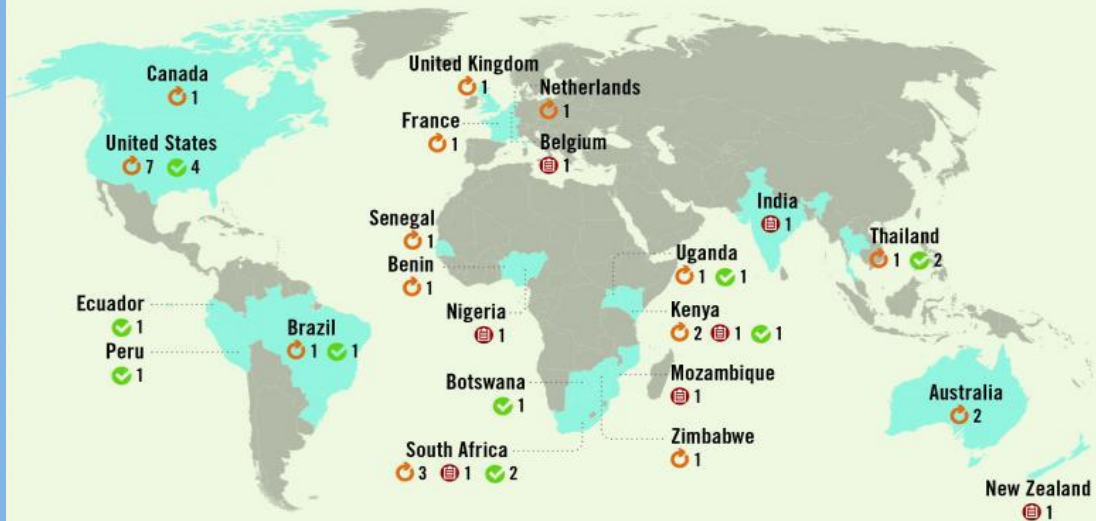 Canada
1
United States
7 4
United Kingdom
1
Netherlands
1
France
1
Belgium
1
India
1
Thailand
1 2
Senegal
1
Benin
1
Nigeria
1
Uganda
1 1
Kenya
2 1 1
Ecuador
1
Peru
1
Brazil
1 1
Botswana
1
Mozambique
1
South Africa
3 1 2
Zimbabwe
1
Australia
2
New Zealand
1